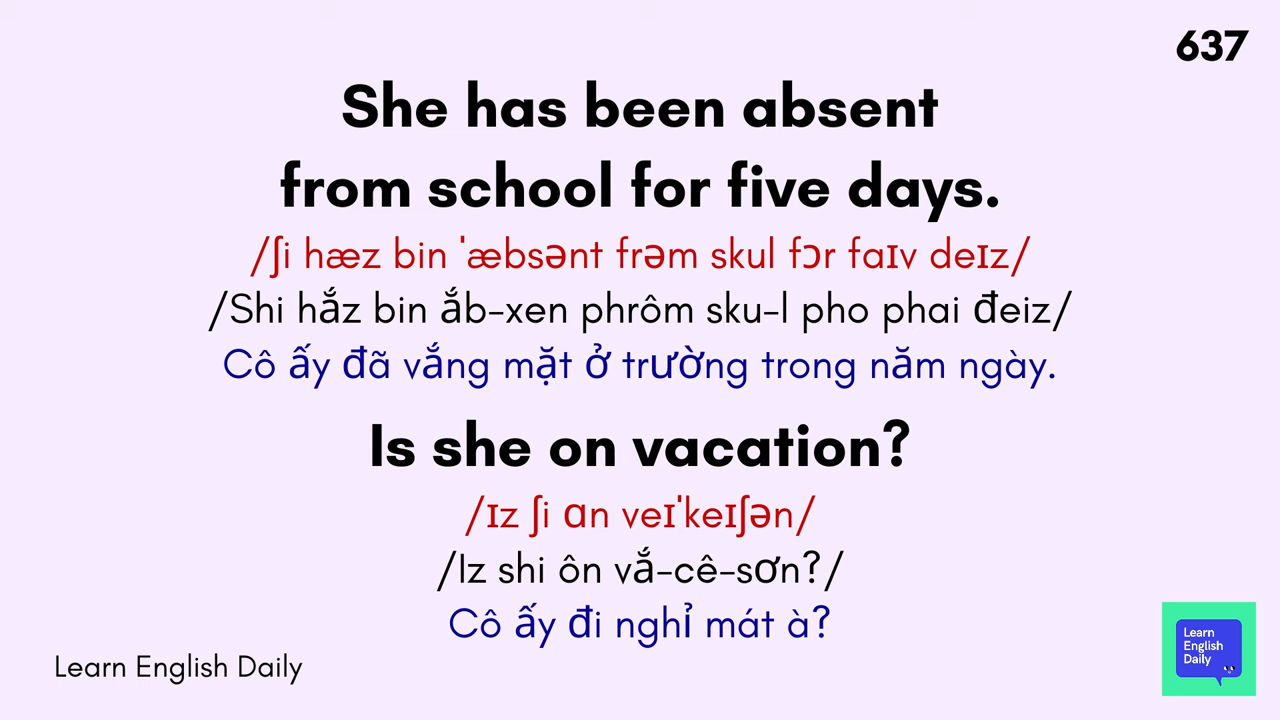 637
She has been absent
from school for five days.
/ʃi hæz bin ˈæbsənt frəm skul fɔr faɪv deɪz/
/Shi hắz bin ắb-xen phrôm sku-l pho phai đeiz/
Cô ấy đã vắng mặt ở trường trong năm ngày.
Is she on vacation?
/ɪz ʃi ɑn veɪˈkeɪʃən/
/Iz shi ôn vắ-cê-sơn?/
Cô ấy đi nghỉ mát à?
Learn English Daily
Learn
English
Daily